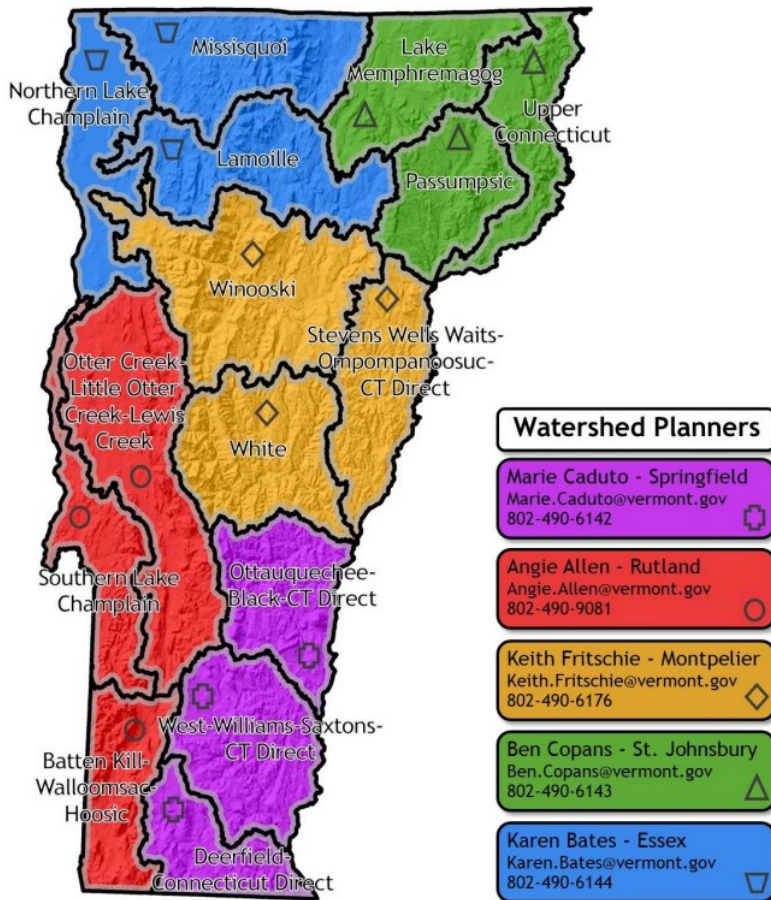 Missisquoi
Lake
Memphremagog
Northern Lake
Champlain
Upper
Connecticut
Lamoille
Passumpsic
Winooski
Stevens Wells Waits-
Ompompanoosuc-
CT Direct
Otter Creek-
Little Otter
Creek-Lewis
Creek
White
Southern Lake
Champlain
Ottauquechee-
Black-CT Direct
West-Williams-Saxtons-
CT Direct
Batten Kill-
Walloomsac-
Hoosic
Deerfield-
Connecticut Direct
Watershed Planners
Marie Caduto - Springfield
Marie.Caduto@vermont.gov
802-490-6142
Angie Allen - Rutland
Angie.Allen@vermont.gov
802-490-9081
Keith Fritschie - Montpelier
Keith.Fritschie@vermont.gov
802-490-6176
Ben Copans - St. Johnsbury
Ben.Copans@vermont.gov
802-490-6143
Karen Bates - Essex
Karen.Bates@vermont.gov
802-490-6144